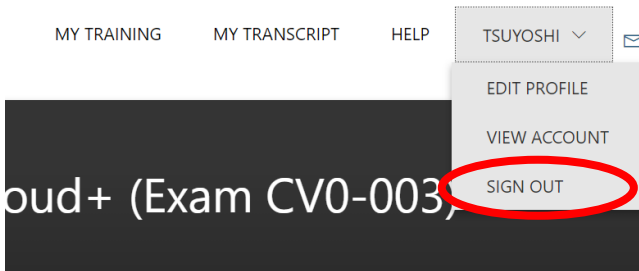 MY TRAINING MY TRANSCRIPT HELP TSUYOSHI
EDIT PROFILE
VIEW ACCOUNT
SIGN OUT
oud+ (Exam CV0-003)